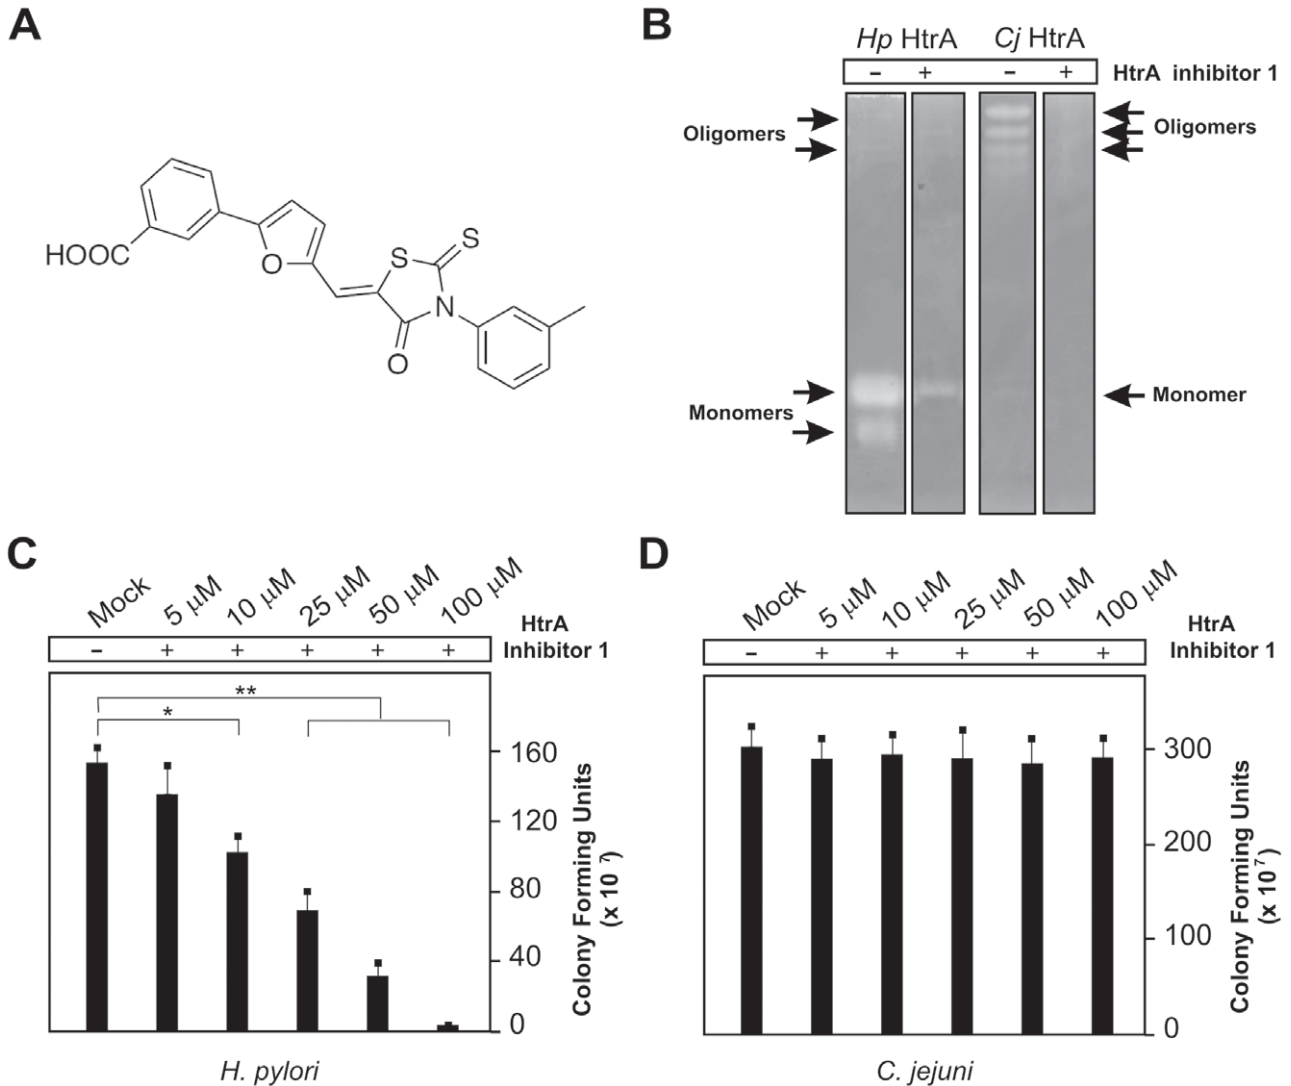 A
HOOC
O
S
S
N
O
B
Hp HtrA
Cj HtrA
– + – +
HtrA inhibitor 1
Oligomers
Oligomers
Monomers
Monomer
C
Mock 5 µM 10 µM 25 µM 50 µM 100 µM
HtrA
– + + + + +
Inhibitor 1
**
*
160
120
80
40
0
Colony Forming Units
(x 10⁷)
H. pylori
D
Mock 5 µM 10 µM 25 µM 50 µM 100 µM
HtrA
– + + + + +
Inhibitor 1
300
200
100
0
Colony Forming Units
(x 10⁷)
C. jejuni